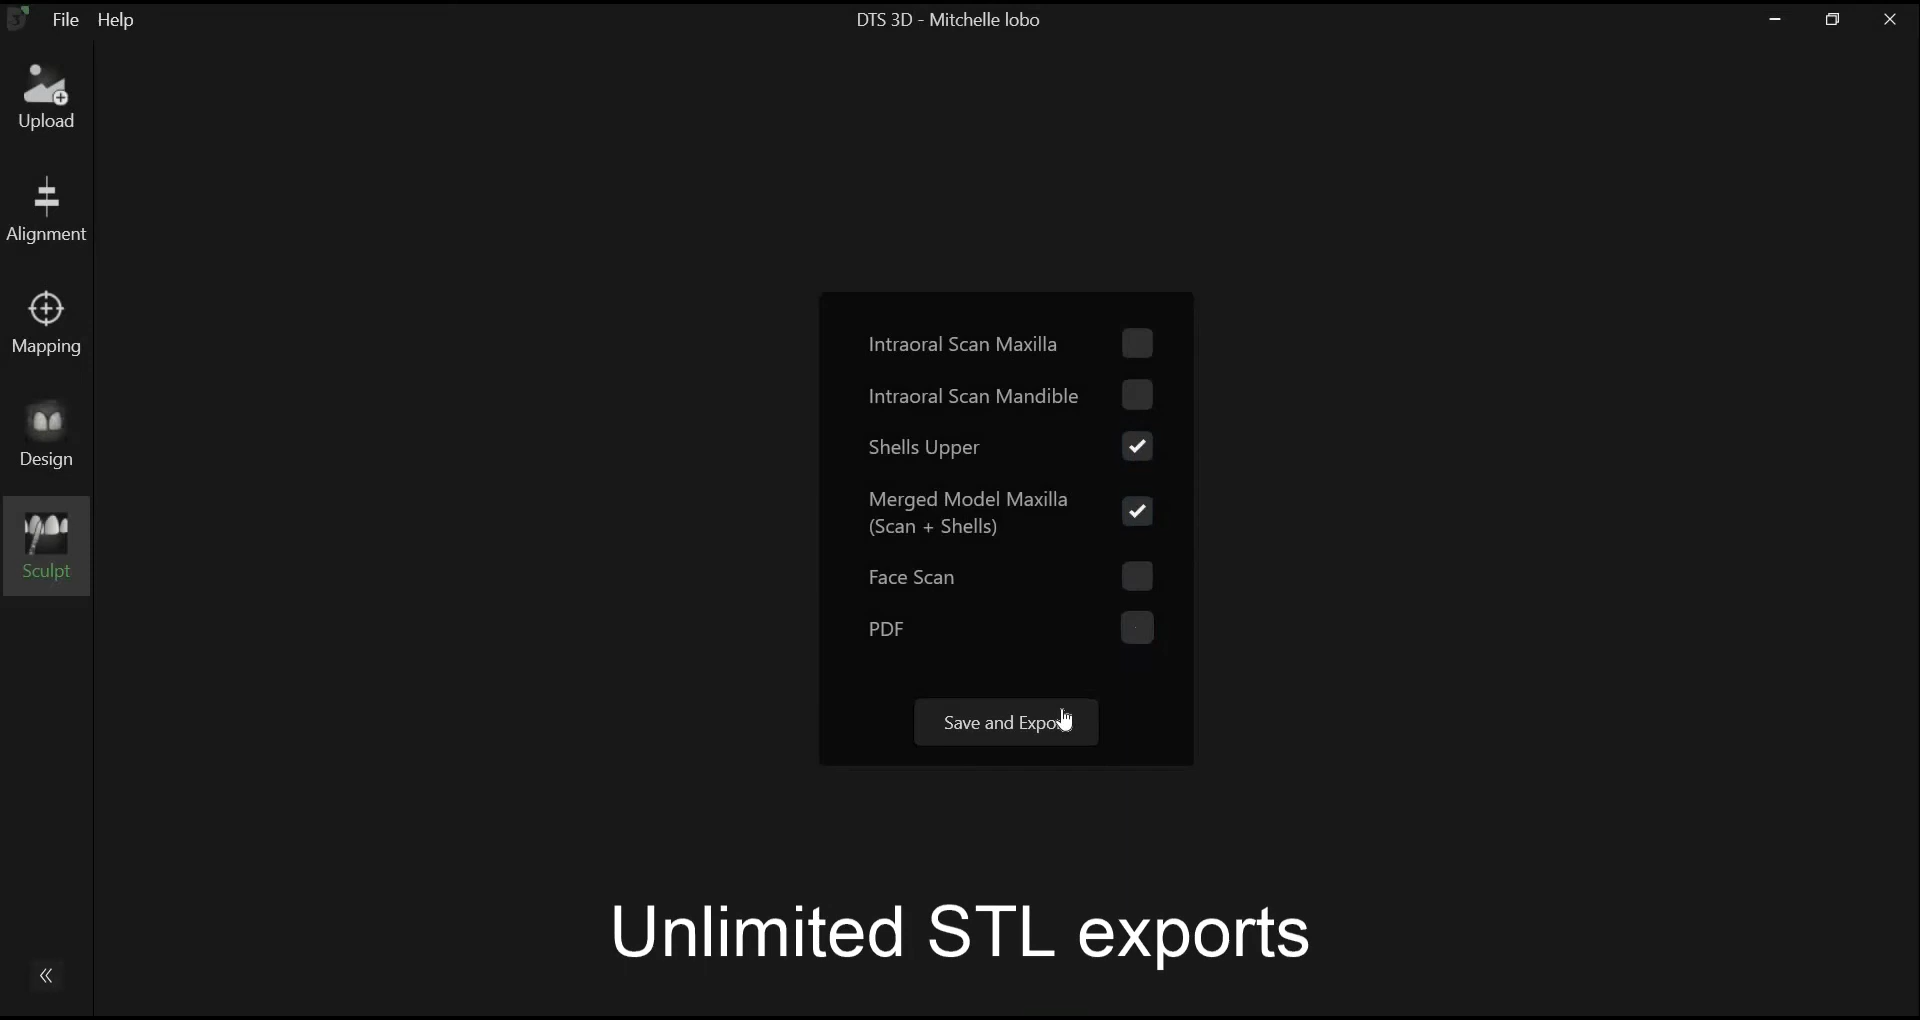 File Help
DTS 3D - Mitchelle lobo
Upload
Alignment
Mapping
Design
Sculpt
Intraoral Scan Maxilla
Intraoral Scan Mandible
Shells Upper
Merged Model Maxilla
(Scan + Shells)
Face Scan
PDF
Save and Expo
Unlimited STL exports